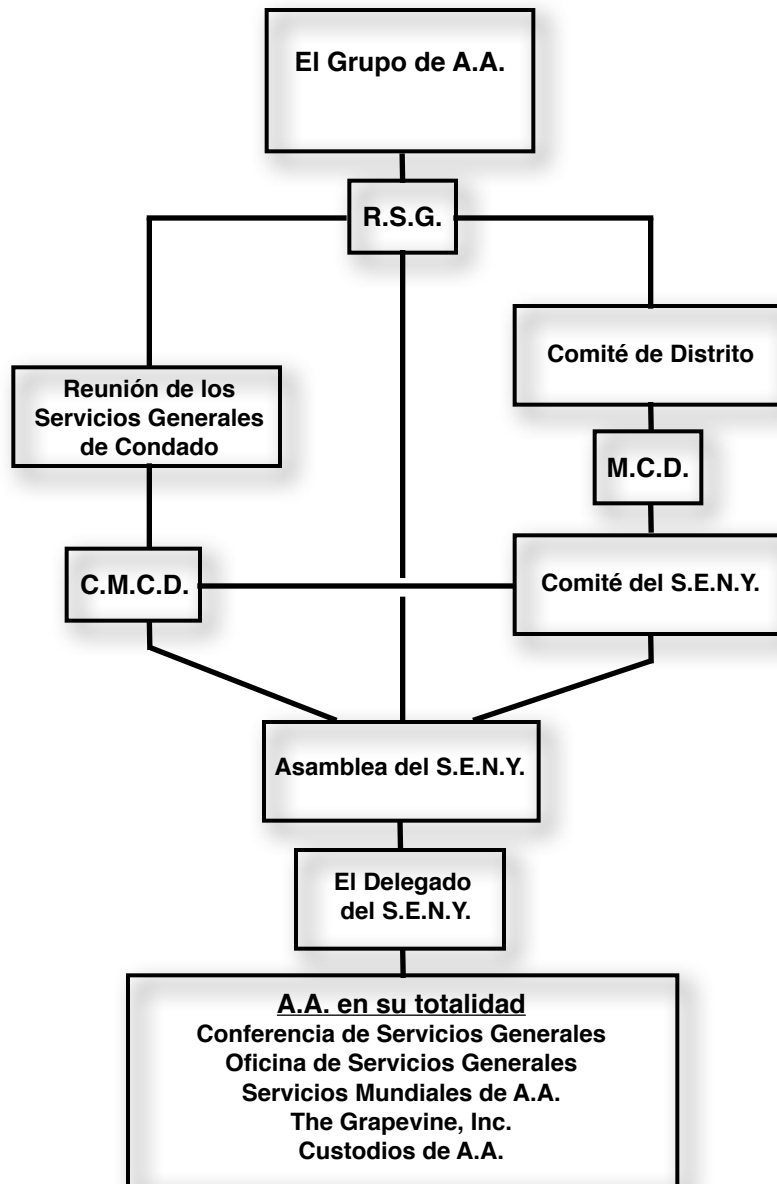 El Grupo de A.A.
R.S.G.
Comité de Distrito
Reunión de los
Servicios Generales
de Condado
M.C.D.
C.M.C.D.
Comité del S.E.N.Y.
Asamblea del S.E.N.Y.
El Delegado
del S.E.N.Y.
A.A. en su totalidad
Conferencia de Servicios Generales
Oficina de Servicios Generales
Servicios Mundiales de A.A.
The Grapevine, Inc.
Custodios de A.A.